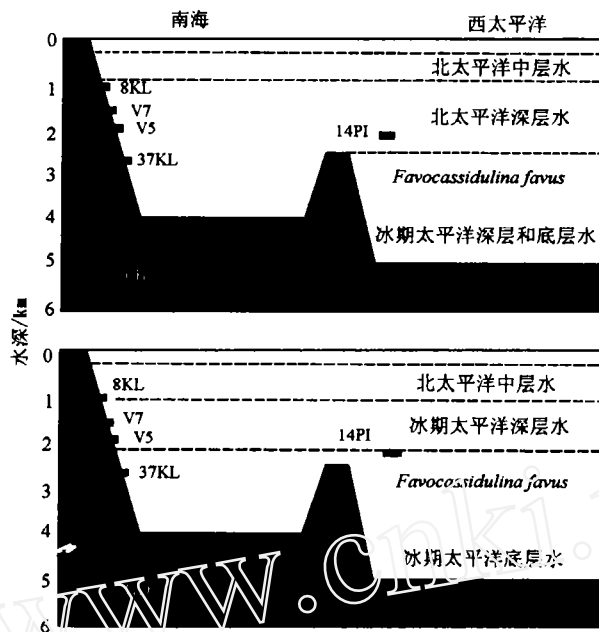 南海 西太平洋
0
北太平洋中层水
1 8KL
V7 北太平洋深层水
2 V5 14PI
37KL
3 Favocassidulina favus
4 冰期太平洋深层和底层水
5
6
水深/km
0
8KL 北太平洋中层水
1
V7 冰期太平洋深层水
2 V5 14PI
37KL
3 Favocassidulina favus
4
冰期太平洋底层水
5
6
www.cnki.